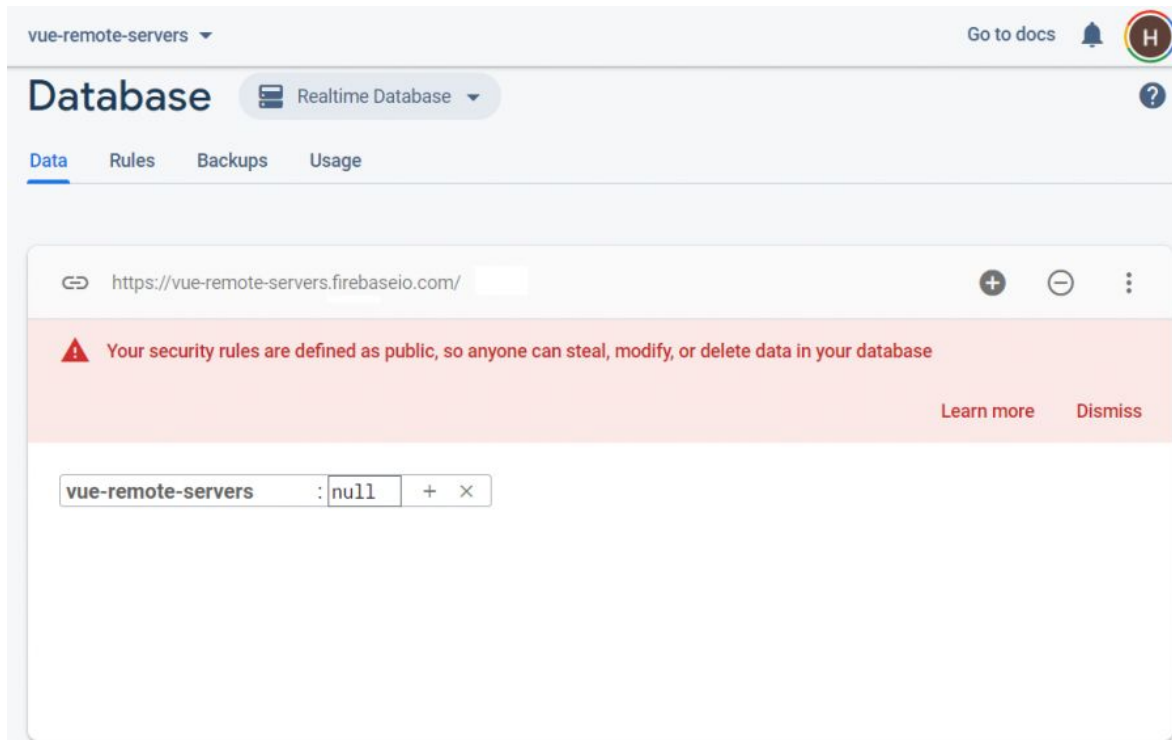 vue-remote-servers
Go to docs
H
Database
Realtime Database
?
Data Rules Backups Usage
https://vue-remote-servers.firebaseio.com/
Your security rules are defined as public, so anyone can steal, modify, or delete data in your database
Learn more Dismiss
vue-remote-servers : null + ×